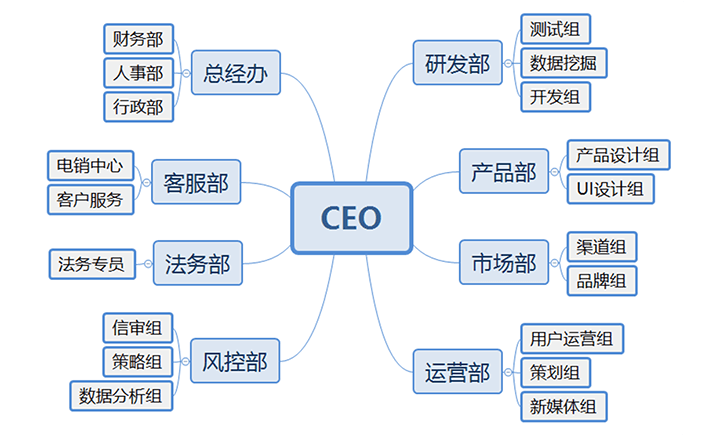 CEO
总经办
财务部
人事部
行政部
客服部
电销中心
客户服务
法务部
法务专员
风控部
信审组
策略组
数据分析组
研发部
测试组
数据挖掘
开发组
产品部
产品设计组
UI设计组
市场部
渠道组
品牌组
运营部
用户运营组
策划组
新媒体组